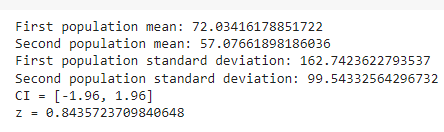 First population mean: 72.03416178851722
Second population mean: 57.07661898186036
First population standard deviation: 162.7423622793537
Second population standard deviation: 99.54332564296732
CI = [-1.96, 1.96]
z = 0.8435723709840648